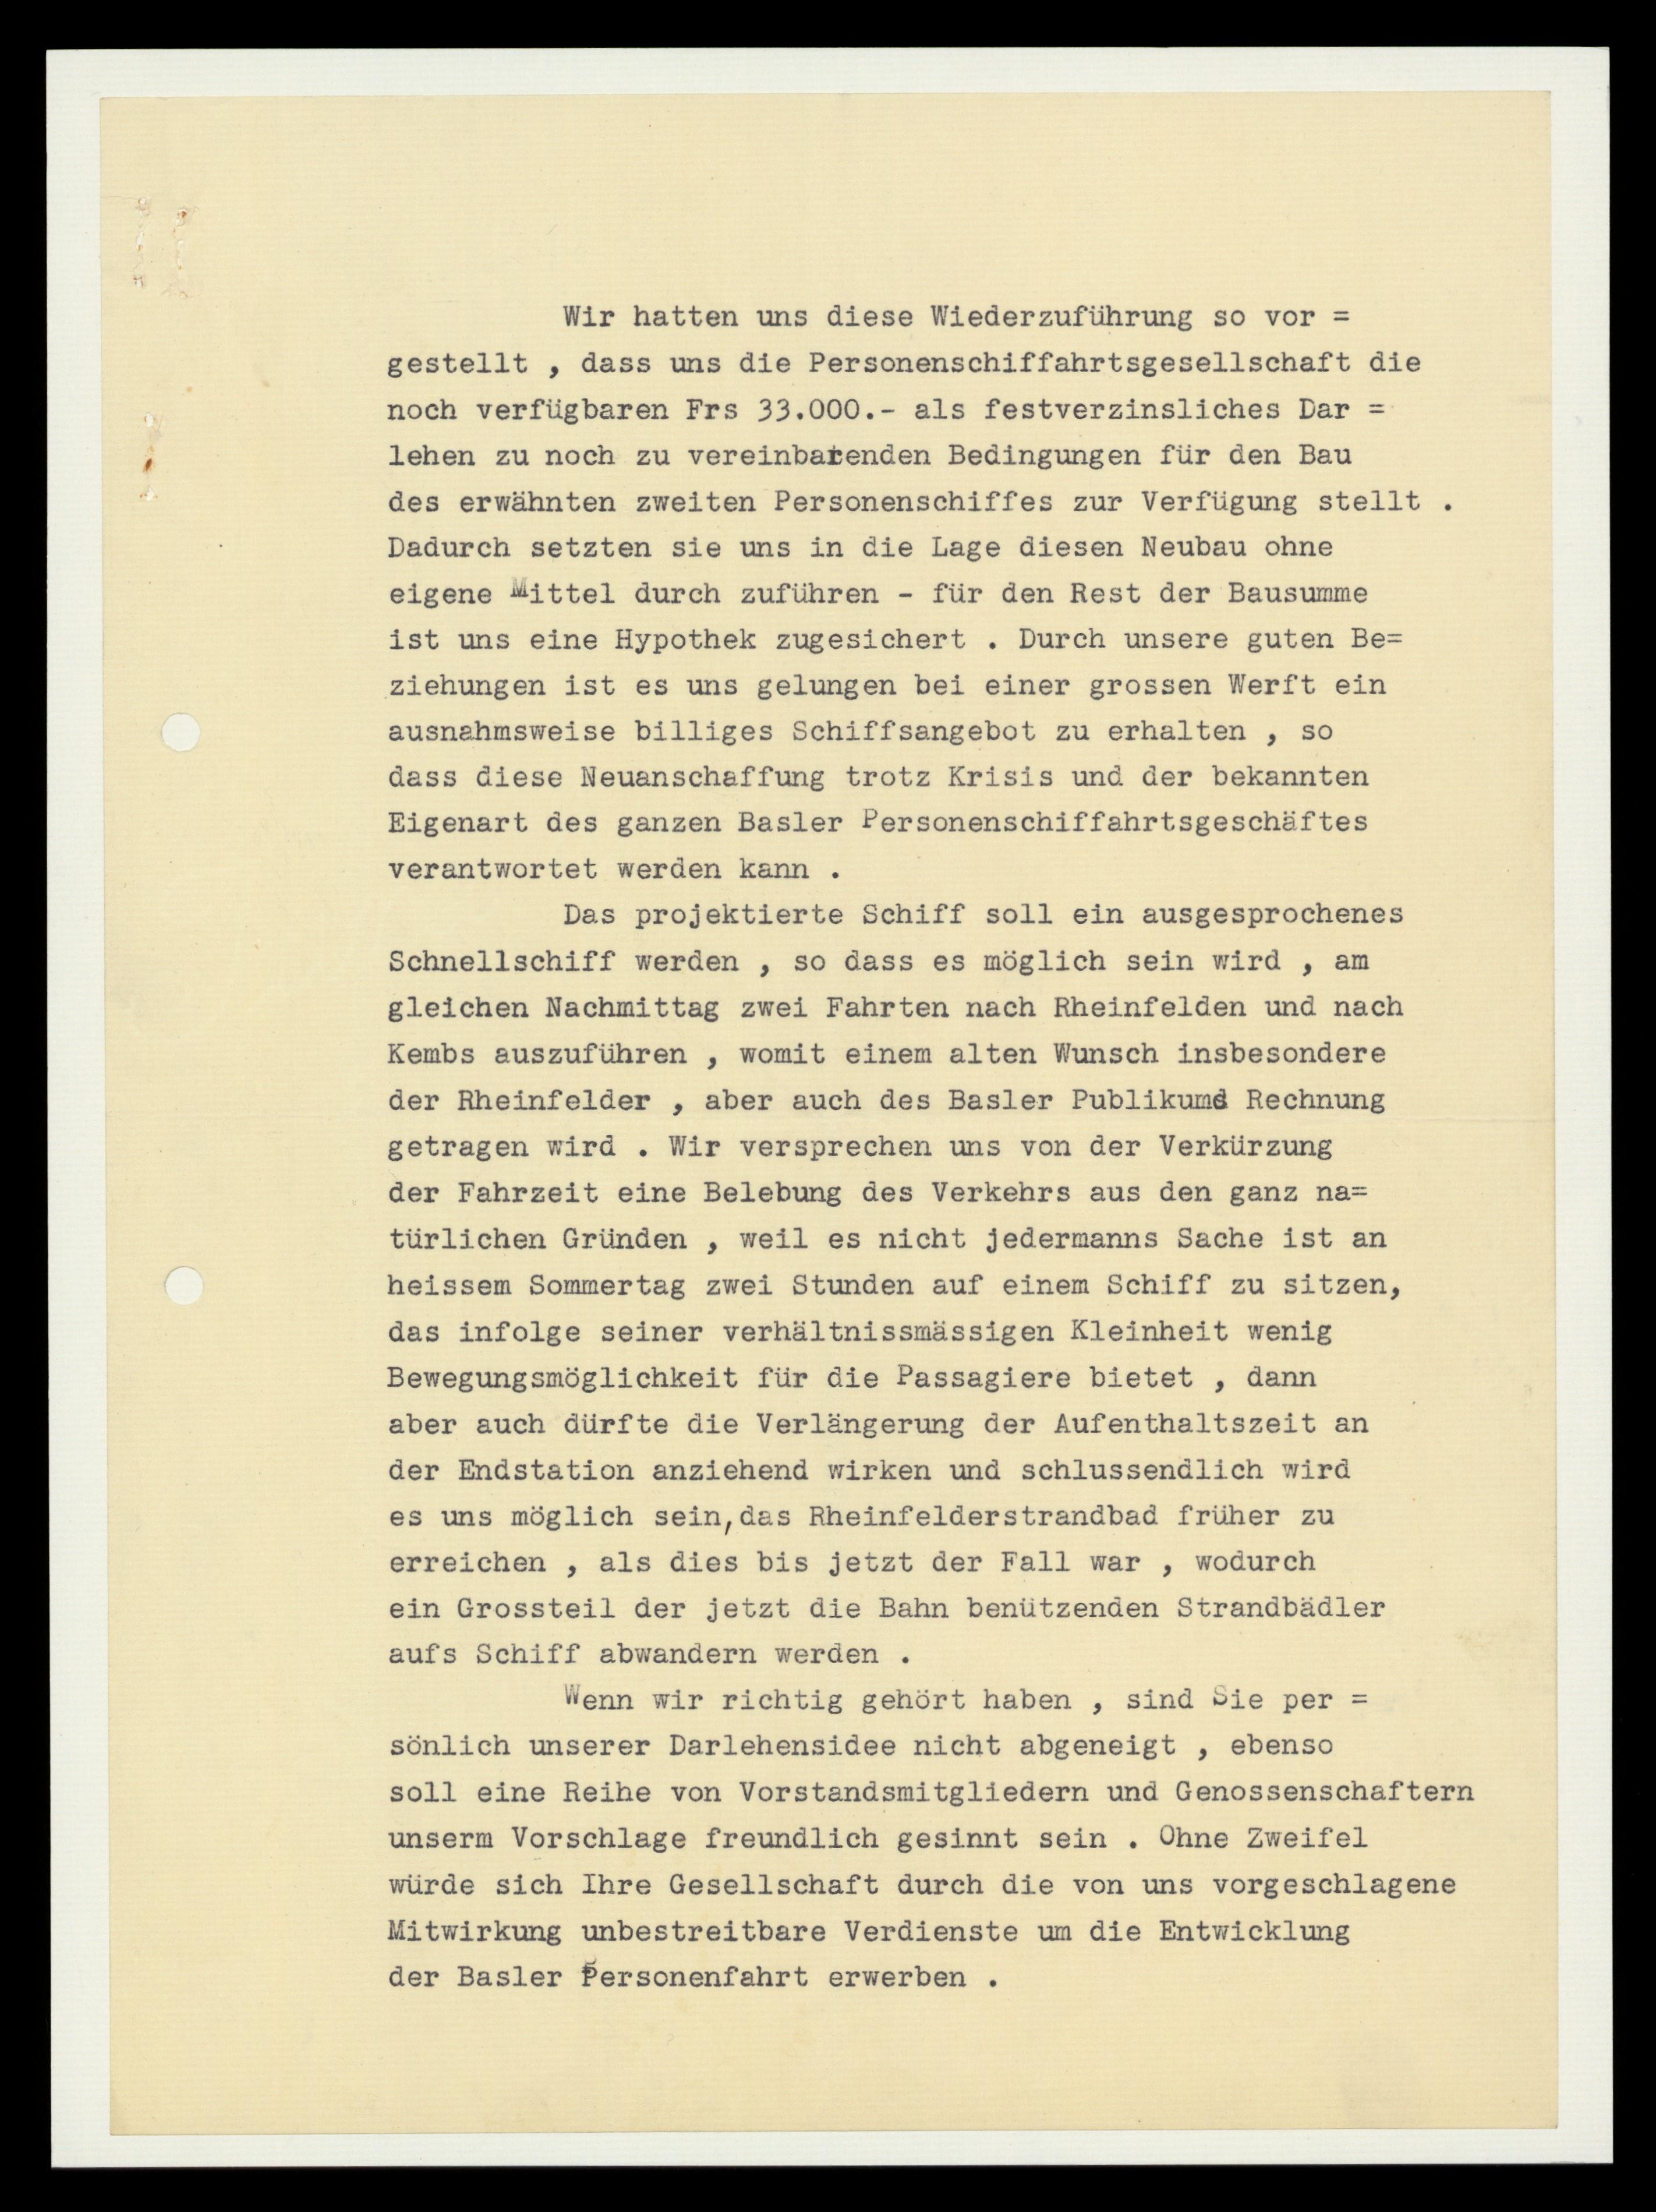 Wir hatten uns diese Wiederzuführung so vor =
gestellt , dass uns die Personenschiffahrtsgesellschaft die
noch verfügbaren Frs 33.000.- als festverzinsliches Dar =
lehen zu noch zu vereinbarenden Bedingungen für den Bau
des erwähnten zweiten Personenschiffes zur Verfügung stellt .
Dadurch setzten sie uns in die Lage diesen Neubau ohne
eigene Mittel durch zuführen - für den Rest der Bausumme
ist uns eine Hypothek zugesichert . Durch unsere guten Be=
ziehungen ist es uns gelungen bei einer grossen Werft ein
ausnahmsweise billiges Schiffsangebot zu erhalten , so
dass diese Neuanschaffung trotz Krisis und der bekannten
Eigenart des ganzen Basler Personenschiffahrtsgeschäftes
verantwortet werden kann .
Das projektierte Schiff soll ein ausgesprochenes
Schnellschiff werden , so dass es möglich sein wird , am
gleichen Nachmittag zwei Fahrten nach Rheinfelden und nach
Kembs auszuführen , womit einem alten Wunsch insbesondere
der Rheinfelder , aber auch des Basler Publikums Rechnung
getragen wird . Wir versprechen uns von der Verkürzung
der Fahrzeit eine Belebung des Verkehrs aus den ganz na=
türlichen Gründen , weil es nicht jedermanns Sache ist an
heissem Sommertag zwei Stunden auf einem Schiff zu sitzen,
das infolge seiner verhältnissmässigen Kleinheit wenig
Bewegungsmöglichkeit für die Passagiere bietet , dann
aber auch dürfte die Verlängerung der Aufenthaltszeit an
der Endstation anziehend wirken und schlussendlich wird
es uns möglich sein,das Rheinfelderstrandbad früher zu
erreichen , als dies bis jetzt der Fall war , wodurch
ein Grossteil der jetzt die Bahn benützenden Strandbädler
aufs Schiff abwandern werden .
Wenn wir richtig gehört haben , sind Sie per =
sönlich unserer Darlehensidee nicht abgeneigt , ebenso
soll eine Reihe von Vorstandsmitgliedern und Genossenschaftern
unserm Vorschlage freundlich gesinnt sein . Ohne Zweifel
würde sich Ihre Gesellschaft durch die von uns vorgeschlagene
Mitwirkung unbestreitbare Verdienste um die Entwicklung
der Basler Personenfahrt erwerben .